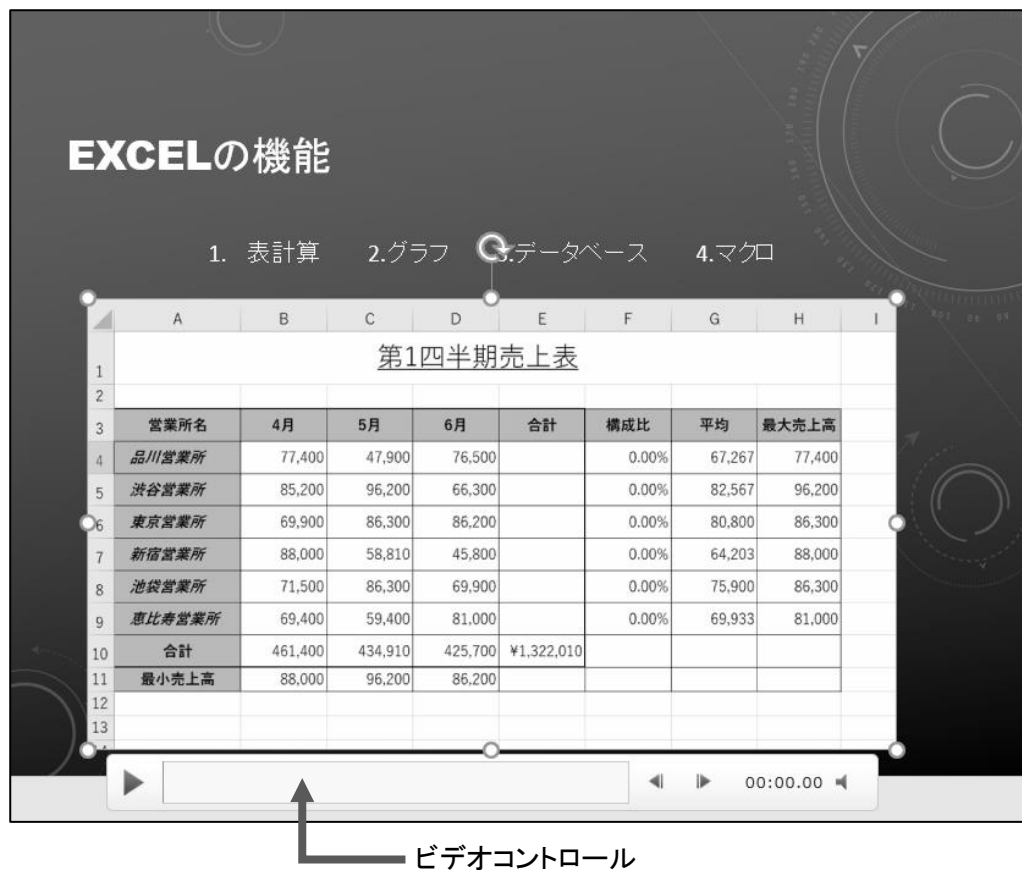 EXCELの機能
1. 表計算 2.グラフ 3.データベース 4.マクロ
A B C D E F G H I
1 第1四半期売上表
2
3 営業所名 4月 5月 6月 合計 構成比 平均 最大売上高
4 品川営業所 77,400 47,900 76,500 0.00% 67,267 77,400
5 渋谷営業所 85,200 96,200 66,300 0.00% 82,567 96,200
6 東京営業所 69,900 86,300 86,200 0.00% 80,800 86,300
7 新宿営業所 88,000 58,810 45,800 0.00% 64,203 88,000
8 池袋営業所 71,500 86,300 69,900 0.00% 75,900 86,300
9 恵比寿営業所 69,400 59,400 81,000 0.00% 69,933 81,000
10 合計 461,400 434,910 425,700 ¥1,322,010
11 最小売上高 88,000 96,200 86,200
12
13
00:00.00
ビデオコントロール